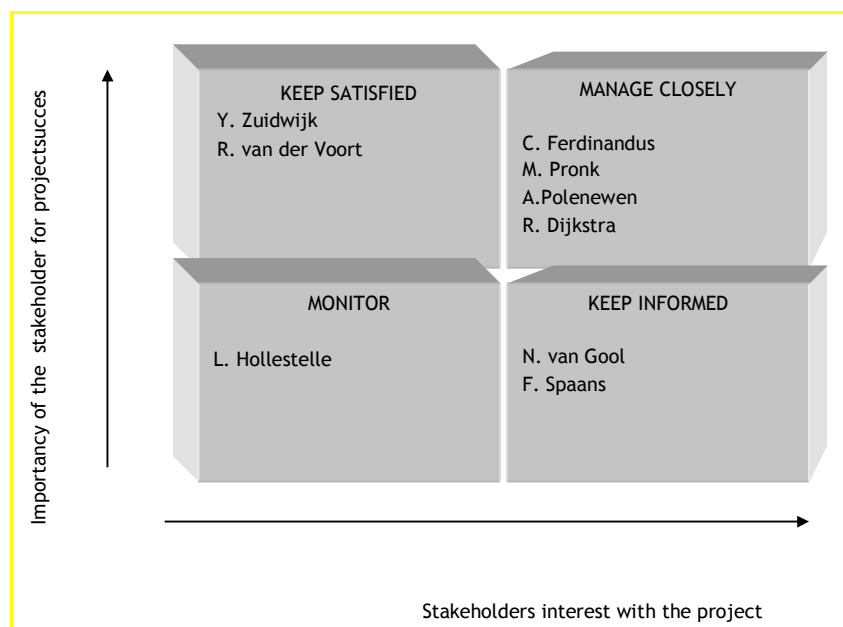 Importancy of the stakeholder for projectsucces
KEEP SATISFIED
Y. Zuidwijk
R. van der Voort
MANAGE CLOSELY
C. Ferdinandus
M. Pronk
A.Polenewen
R. Dijkstra
MONITOR
L. Hollestelle
KEEP INFORMED
N. van Gool
F. Spaans
Stakeholders interest with the project